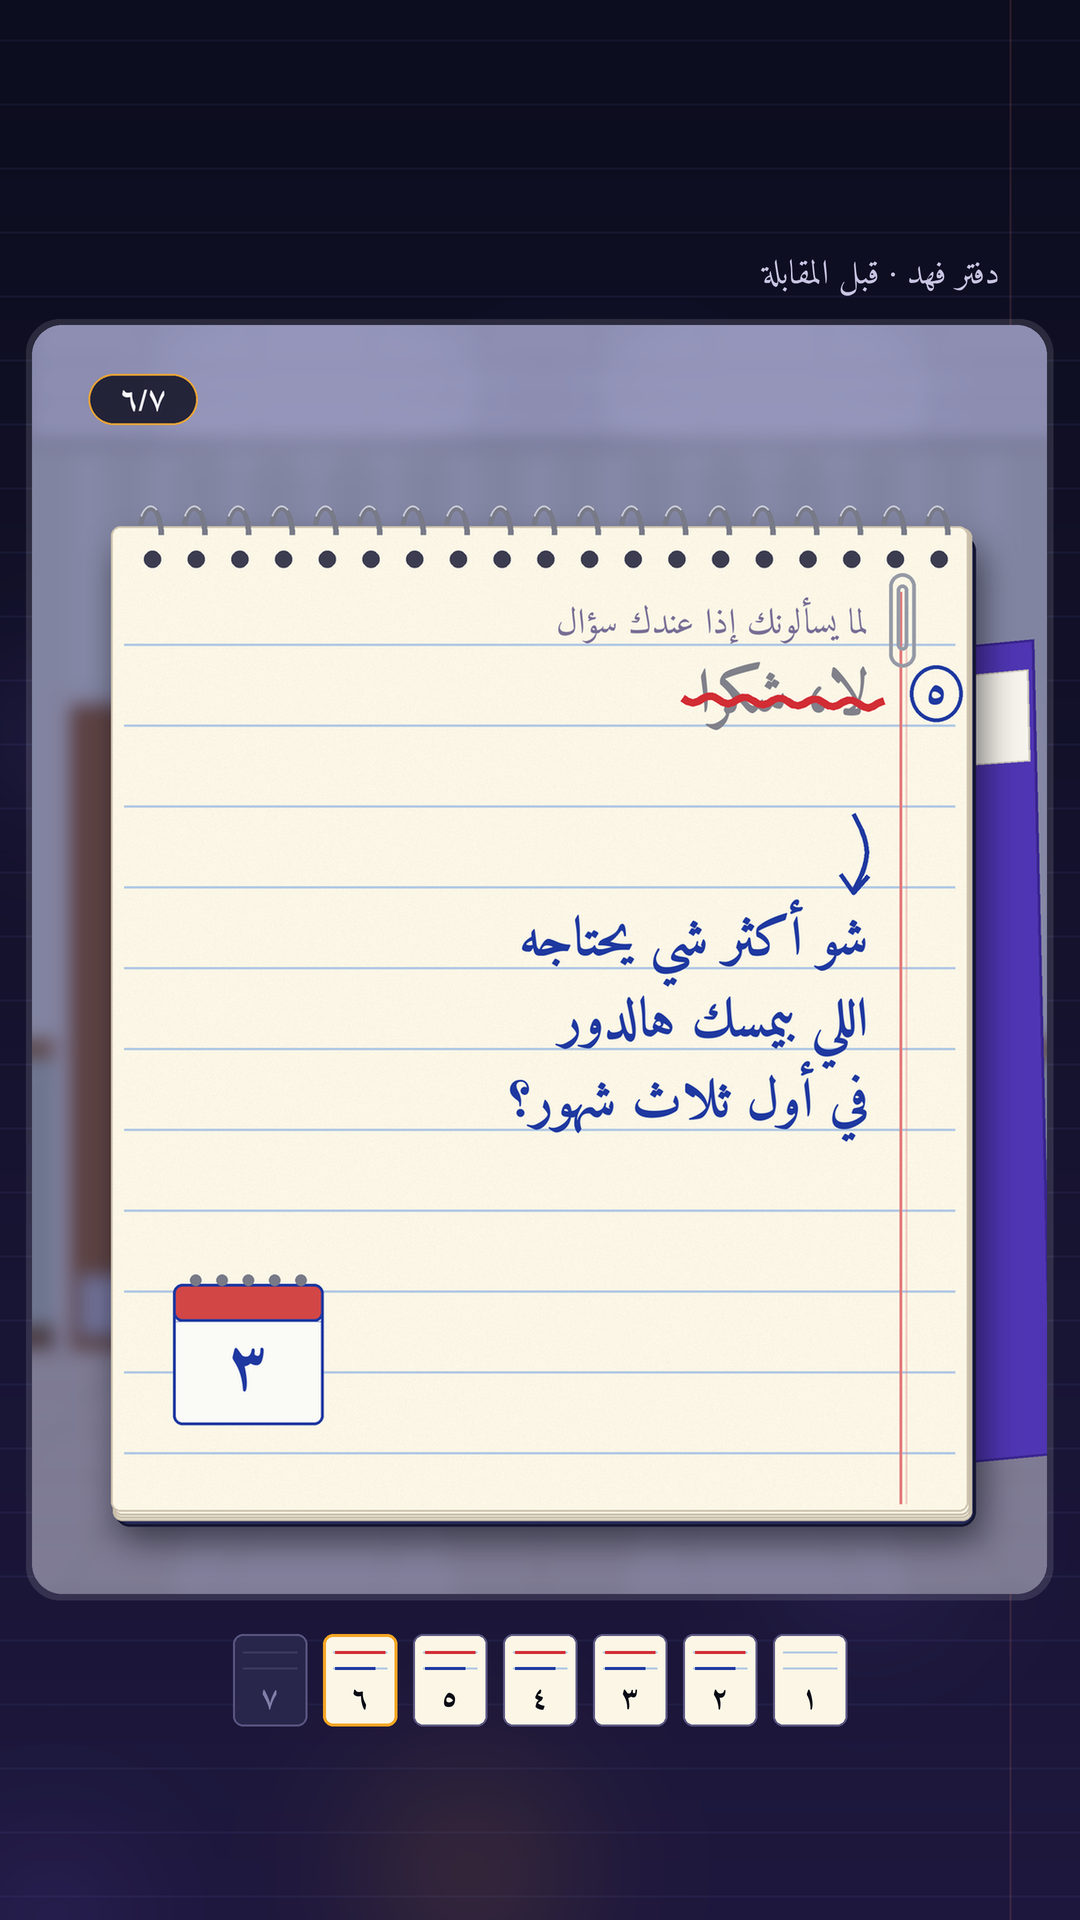 دفتر فهد · قبل المقابلة
٦/٧
لما يسألونك إذا عندك سؤال
لا، شكرا
٥
شو أكثر شي يحتاجه
اللي بيمسك هالدور
في أول ثلاث شهور؟
٣
١ ٢ ٣ ٤ ٥ ٦ ٧